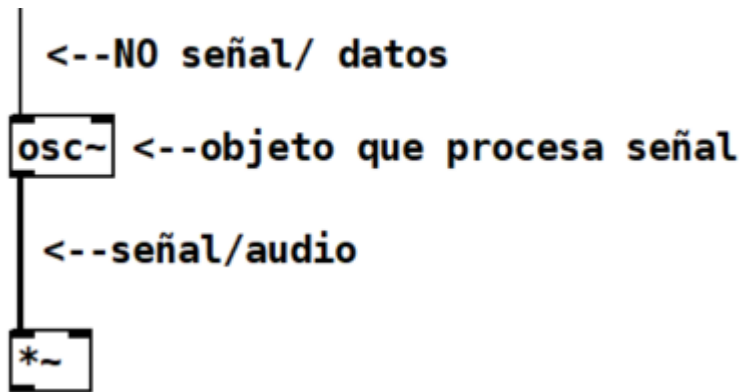 <--NO señal/ datos
osc~ <--objeto que procesa señal
<--señal/audio
*~